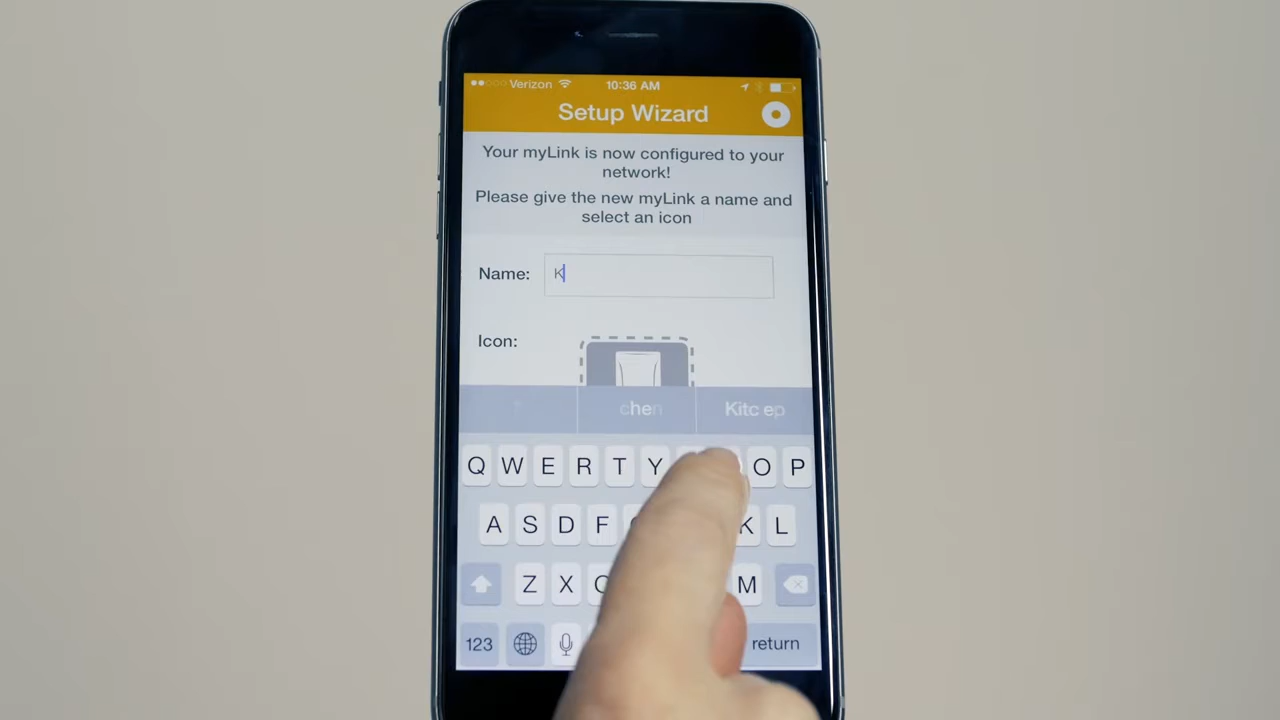 Verizon 10:36 AM
Setup Wizard
Your myLink is now configured to your
network!
Please give the new myLink a name and
select an icon
Name: K
Icon:
chen Kitc ep
Q W E R T Y O P
A S D F K L
Z X C M
123 return